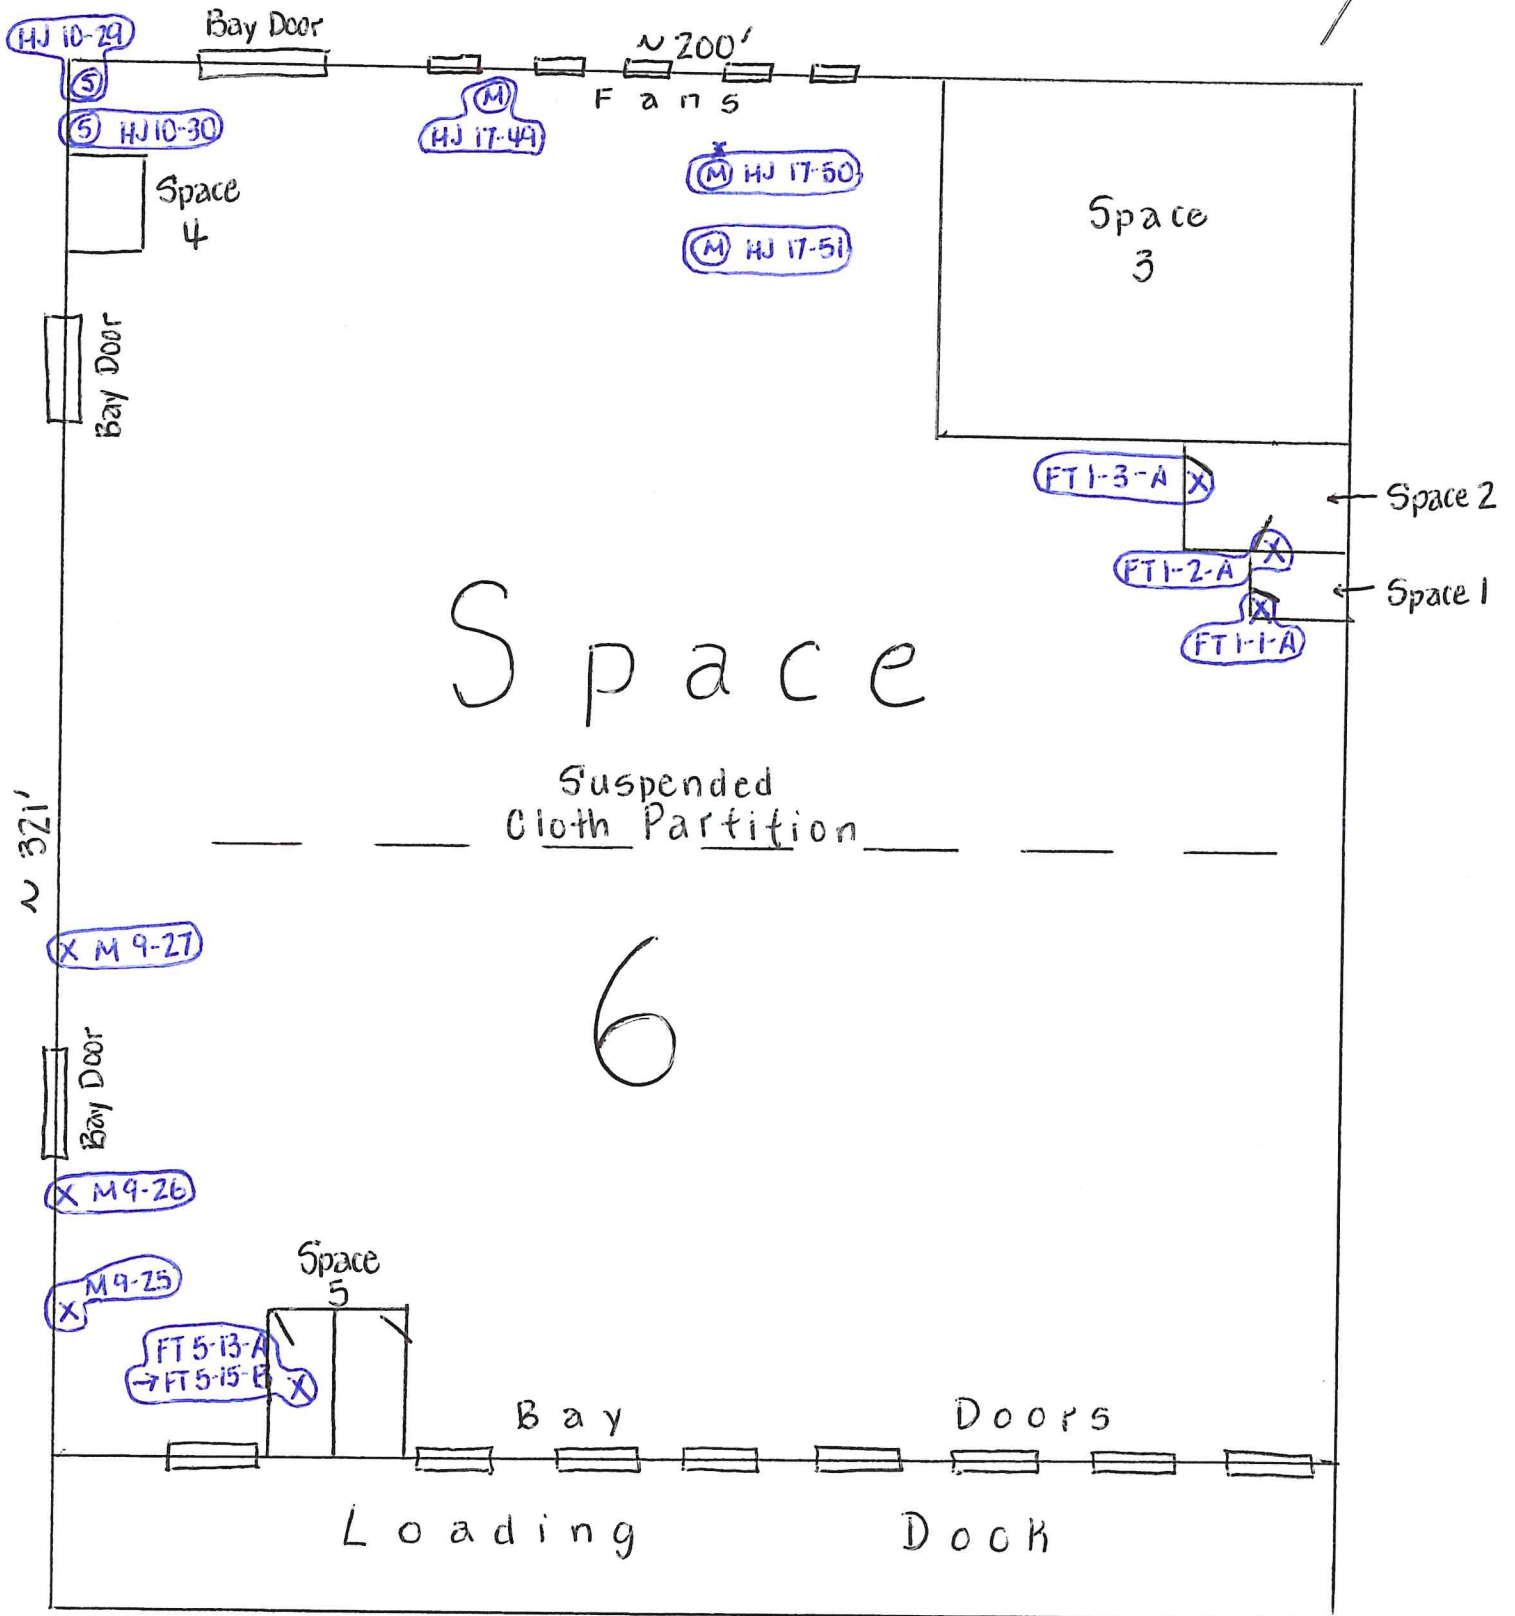 HJ 10-29
Bay Door
~ 200'
S
Fans
M
HJ 17-49
S HJ 10-30
x
M HJ 17-50
Space
4
M HJ 17-51
Space
3
Bay Door
FT 1-3-A X
Space 2
X
FT 1-2-A
Space 1
X
FT 1-1-A
Space
Suspended
Cloth Partition
~ 321'
X M 9-27
6
Bay Door
X M 9-26
Space
5
M 9-25
X
FT 5-13-A
→ FT 5-15-B X
Bay Doors
Loading Dock